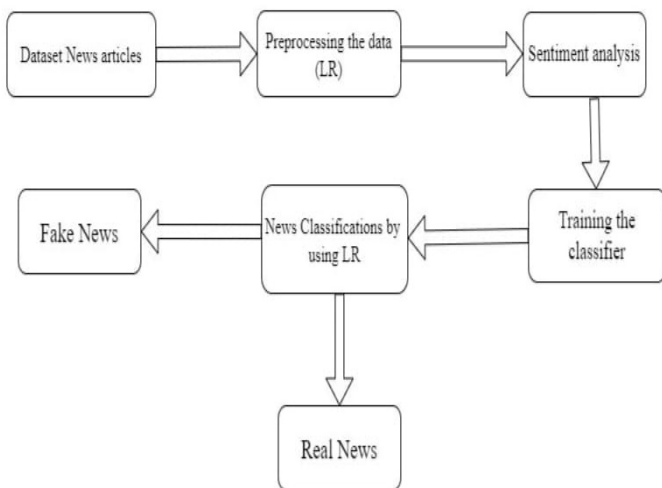 Dataset News articles
Preprocessing the data
(LR)
Sentiment analysis
Training the
classifier
News Classifications by
using LR
Fake News
Real News